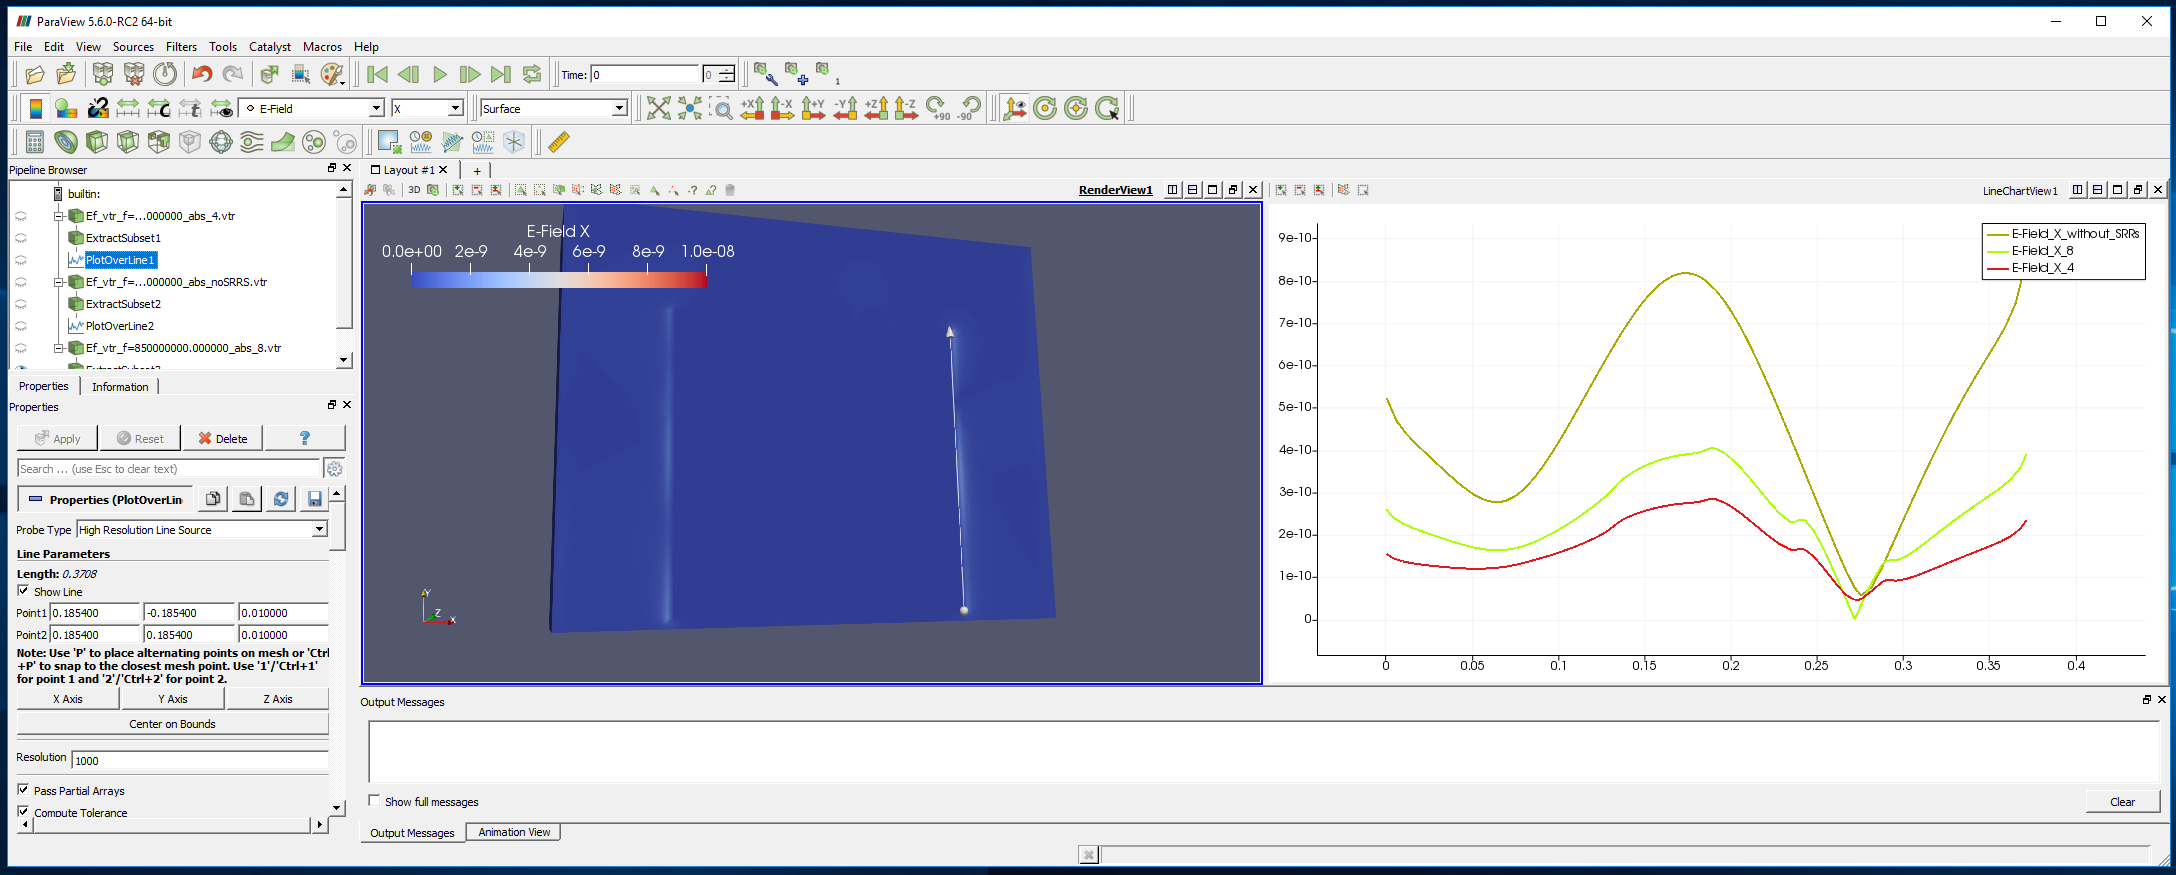 ParaView 5.6.0-RC2 64-bit
File Edit View Sources Filters Tools Catalyst Macros Help
Time: 0 0 1
E-Field X Surface +X -X +Y -Y +Z -Z +90 -90
Pipeline Browser
builtin:
Ef_vtr_f=...000000_abs_4.vtr
ExtractSubset1
PlotOverLine1
Ef_vtr_f=...000000_abs_noSRRS.vtr
ExtractSubset2
PlotOverLine2
Ef_vtr_f=850000000.000000_abs_8.vtr
Properties Information
Properties
Apply Reset Delete ?
Search ... (use Esc to clear text)
Properties (PlotOverLin
Probe Type High Resolution Line Source
Line Parameters
Length: 0.3708
Show Line
Point1 0.185400 -0.185400 0.010000
Point2 0.185400 0.185400 0.010000
Note: Use 'P' to place alternating points on mesh or 'Ctrl
+P' to snap to the closest mesh point. Use '1'/'Ctrl+1'
for point 1 and '2'/'Ctrl+2' for point 2.
X Axis Y Axis Z Axis
Center on Bounds
Resolution 1000
Pass Partial Arrays
Compute Tolerance
Layout #1 +
3D RenderView1
E-Field X
0.0e+00 2e-9 4e-9 6e-9 8e-9 1.0e-08
Y
Z
X
LineChartView1
E-Field_X_without_SRRs
E-Field_X_8
E-Field_X_4
9e-10
8e-10
7e-10
6e-10
5e-10
4e-10
3e-10
2e-10
1e-10
0
0 0.05 0.1 0.15 0.2 0.25 0.3 0.35 0.4
Output Messages
Show full messages Clear
Output Messages Animation View